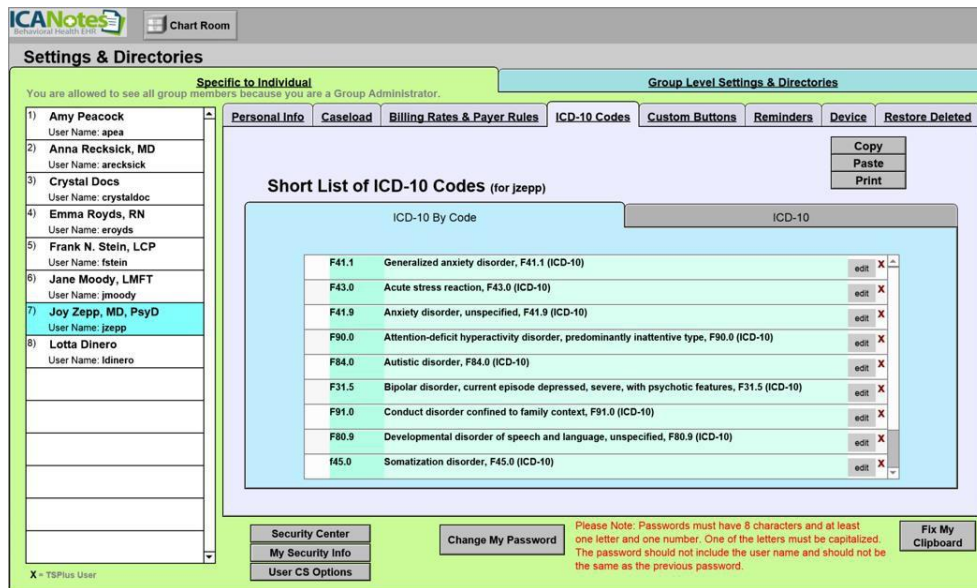 ICANotes
Behavioral Health EHR
Chart Room
Settings & Directories
Specific to Individual
Group Level Settings & Directories
You are allowed to see all group members because you are a Group Administrator.
1) Amy Peacock
User Name: apea
2) Anna Recksick, MD
User Name: arecksick
3) Crystal Docs
User Name: crystaldoc
4) Emma Royds, RN
User Name: eroyds
5) Frank N. Stein, LCP
User Name: fstein
6) Jane Moody, LMFT
User Name: jmoody
7) Joy Zepp, MD, PsyD
User Name: jzepp
8) Lotta Dinero
User Name: ldinero
X = TSPlus User
Personal Info Caseload Billing Rates & Payer Rules ICD-10 Codes Custom Buttons Reminders Device Restore Deleted
Copy
Paste
Print
Short List of ICD-10 Codes (for jzepp)
ICD-10 By Code ICD-10
F41.1 Generalized anxiety disorder, F41.1 (ICD-10) edit X
F43.0 Acute stress reaction, F43.0 (ICD-10) edit X
F41.9 Anxiety disorder, unspecified, F41.9 (ICD-10) edit X
F90.0 Attention-deficit hyperactivity disorder, predominantly inattentive type, F90.0 (ICD-10) edit X
F84.0 Autistic disorder, F84.0 (ICD-10) edit X
F31.5 Bipolar disorder, current episode depressed, severe, with psychotic features, F31.5 (ICD-10) edit X
F91.0 Conduct disorder confined to family context, F91.0 (ICD-10) edit X
F80.9 Developmental disorder of speech and language, unspecified, F80.9 (ICD-10) edit X
f45.0 Somatization disorder, F45.0 (ICD-10) edit X
Security Center
My Security Info
User CS Options
Change My Password
Please Note: Passwords must have 8 characters and at least
one letter and one number. One of the letters must be capitalized.
The password should not include the user name and should not be
the same as the previous password.
Fix My
Clipboard